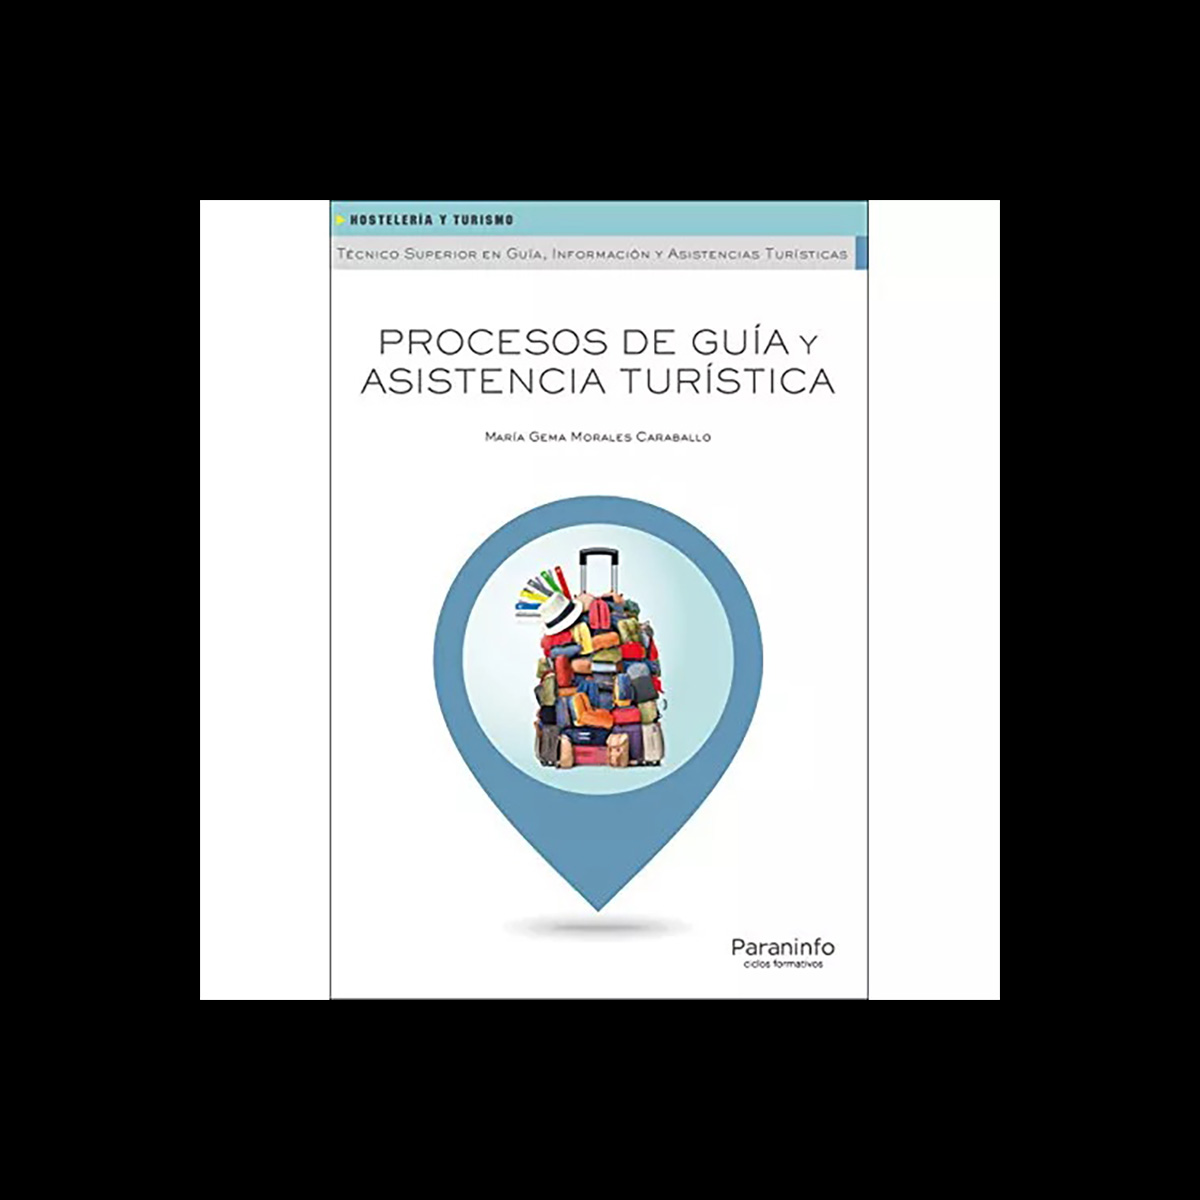 HOSTELERÍA Y TURISMO
TÉCNICO SUPERIOR EN GUÍA, INFORMACIÓN Y ASISTENCIAS TURÍSTICAS
PROCESOS DE GUÍA Y
ASISTENCIA TURÍSTICA
MARÍA GEMA MORALES CARABALLO
Paraninfo
ciclos formativos